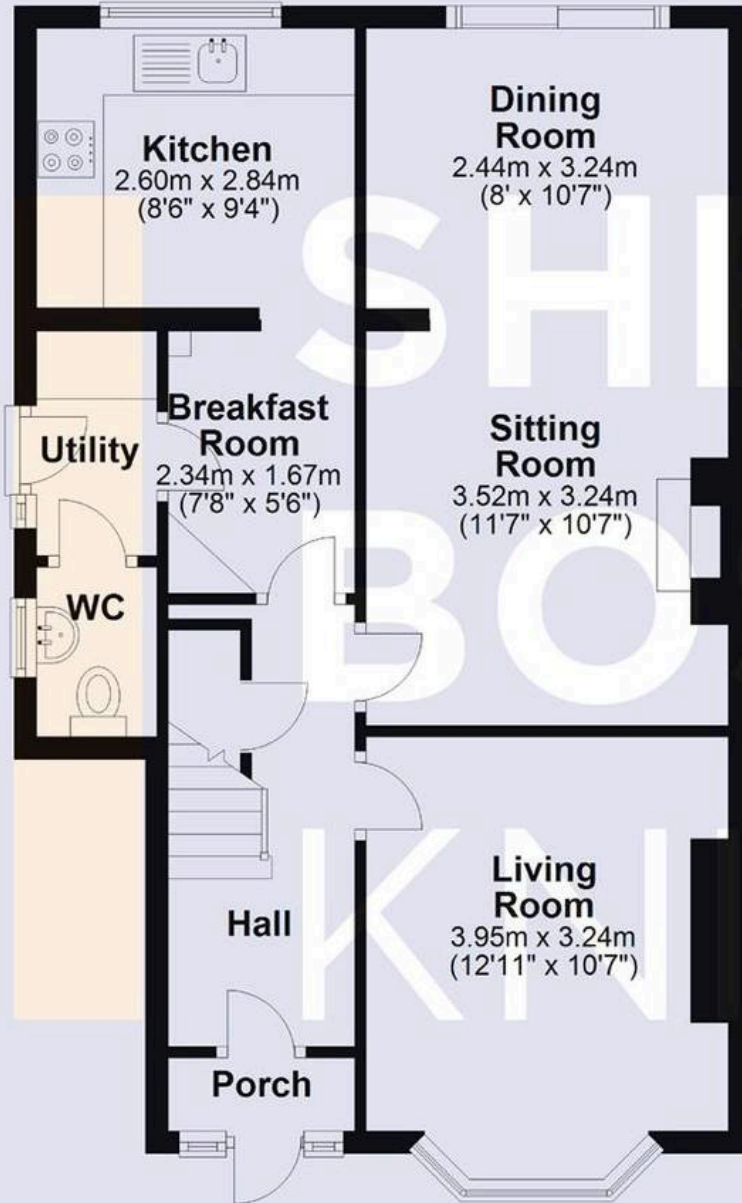 Kitchen
2.60m x 2.84m
(8'6" x 9'4")
Dining
Room
2.44m x 3.24m
(8' x 10'7")
Utility
Breakfast
Room
2.34m x 1.67m
(7'8" x 5'6")
Sitting
Room
3.52m x 3.24m
(11'7" x 10'7")
WC
Hall
Living
Room
3.95m x 3.24m
(12'11" x 10'7")
Porch